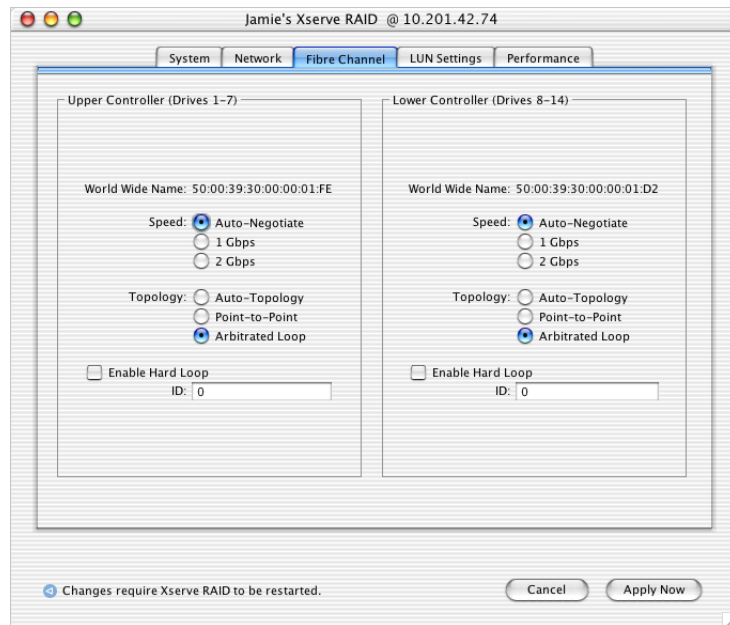 Jamie's Xserve RAID @ 10.201.42.74
System Network Fibre Channel LUN Settings Performance
Upper Controller (Drives 1-7)
World Wide Name: 50:00:39:30:00:00:01:FE
Speed: Auto-Negotiate
1 Gbps
2 Gbps
Topology: Auto-Topology
Point-to-Point
Arbitrated Loop
Enable Hard Loop
ID: 0
Lower Controller (Drives 8-14)
World Wide Name: 50:00:39:30:00:00:01:D2
Speed: Auto-Negotiate
1 Gbps
2 Gbps
Topology: Auto-Topology
Point-to-Point
Arbitrated Loop
Enable Hard Loop
ID: 0
Changes require Xserve RAID to be restarted.
Cancel Apply Now